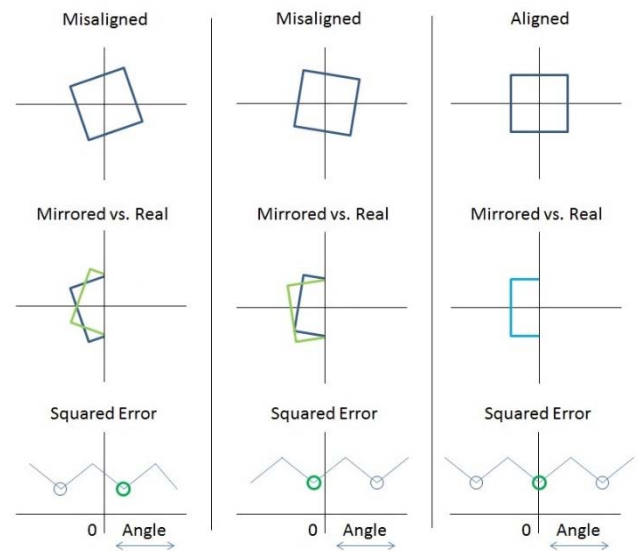 Misaligned
Misaligned
Aligned
Mirrored vs. Real
Mirrored vs. Real
Mirrored vs. Real
Squared Error
Squared Error
Squared Error
0 Angle
0 Angle
0 Angle